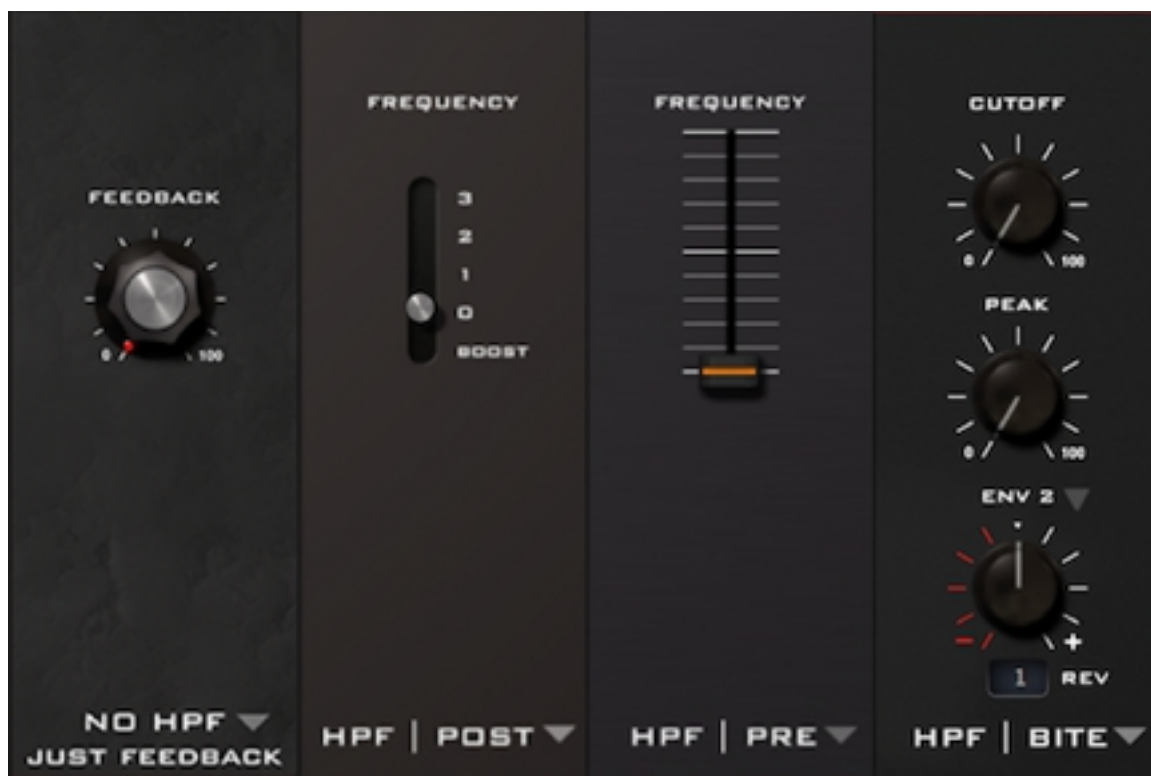 FEEDBACK
0 100
NO HPF
JUST FEEDBACK
FREQUENCY
3
2
1
0
BOOST
HPF | POST
FREQUENCY
HPF | PRE
CUTOFF
0 100
PEAK
0 100
ENV 2
- +
1 REV
HPF | BITE